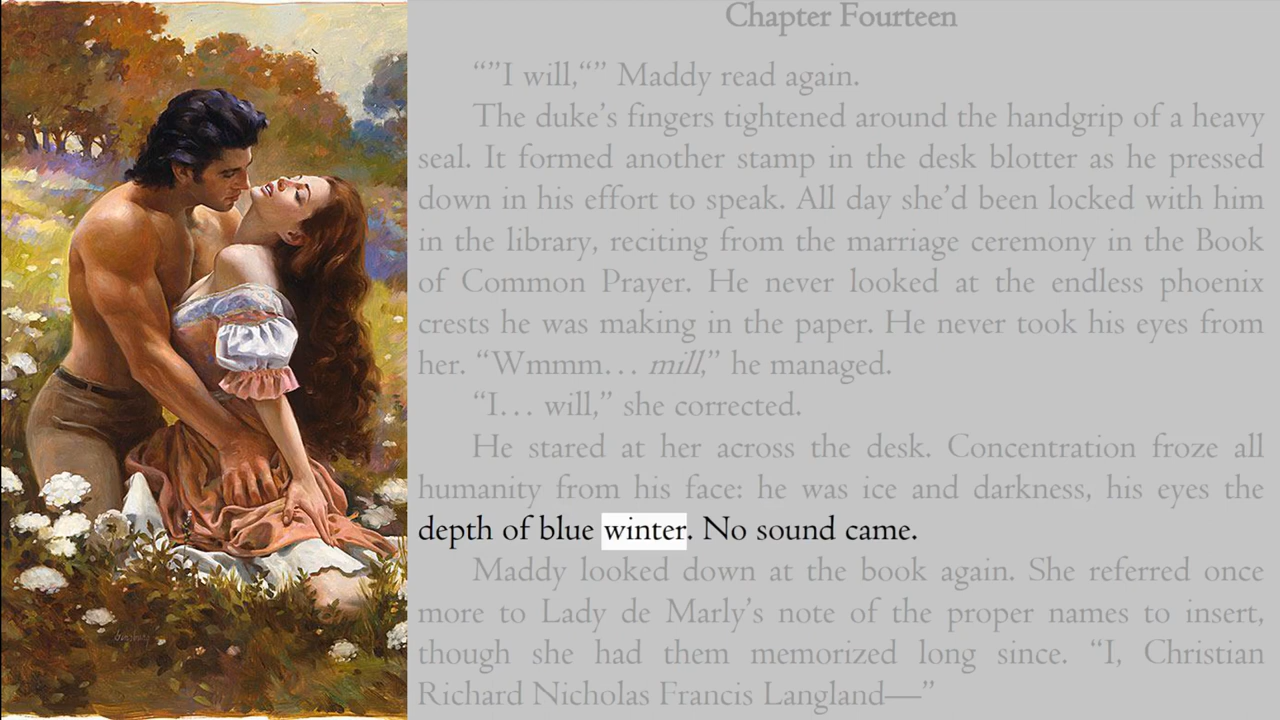 Chapter Fourteen
“”I will,“” Maddy read again.
The duke’s fingers tightened around the handgrip of a heavy
seal. It formed another stamp in the desk blotter as he pressed
down in his effort to speak. All day she’d been locked with him
in the library, reciting from the marriage ceremony in the Book
of Common Prayer. He never looked at the endless phoenix
crests he was making in the paper. He never took his eyes from
her. “Wmmm… mill,” he managed.
“I… will,” she corrected.
He stared at her across the desk. Concentration froze all
humanity from his face: he was ice and darkness, his eyes the
depth of blue winter. No sound came.
Maddy looked down at the book again. She referred once
more to Lady de Marly’s note of the proper names to insert,
though she had them memorized long since. “I, Christian
Richard Nicholas Francis Langland—”